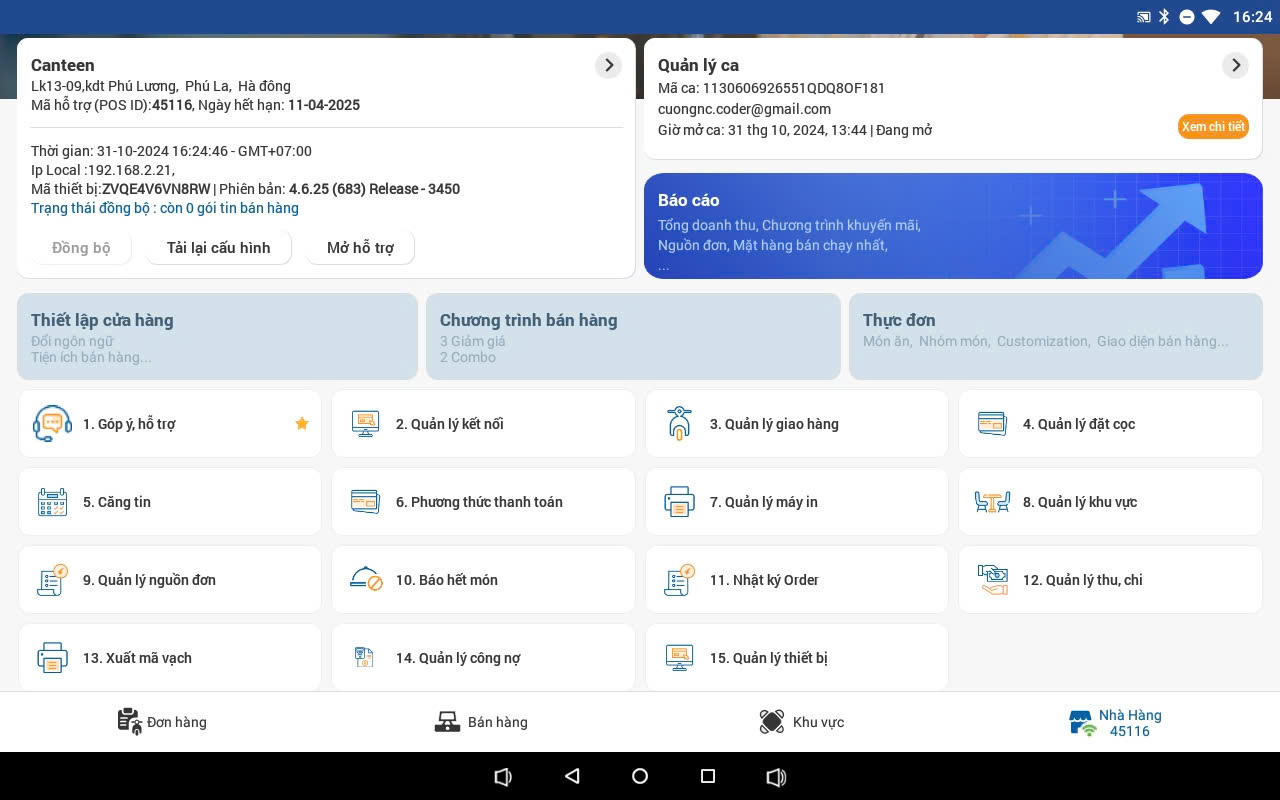 16:24
Canteen
Lk13-09,kdt Phú Lương, Phú La, Hà đông
Mã hỗ trợ (POS ID):45116, Ngày hết hạn: 11-04-2025
Thời gian: 31-10-2024 16:24:46 - GMT+07:00
Ip Local :192.168.2.21,
Mã thiết bị:ZVQE4V6VN8RW | Phiên bản: 4.6.25 (683) Release - 3450
Trạng thái đồng bộ : còn 0 gói tin bán hàng
Đồng bộ
Tải lại cấu hình
Mở hỗ trợ
Quản lý ca
Mã ca: 1130606926551QDQ8OF181
cuongnc.coder@gmail.com
Giờ mở ca: 31 thg 10, 2024, 13:44 | Đang mở
Xem chi tiết
Báo cáo
Tổng doanh thu, Chương trình khuyến mãi,
Nguồn đơn, Mặt hàng bán chạy nhất,
...
Thiết lập cửa hàng
Đổi ngôn ngữ
Tiện ích bán hàng...
Chương trình bán hàng
3 Giảm giá
2 Combo
Thực đơn
Món ăn, Nhóm món, Customization, Giao diện bán hàng...
1. Góp ý, hỗ trợ
2. Quản lý kết nối
3. Quản lý giao hàng
4. Quản lý đặt cọc
5. Căng tin
6. Phương thức thanh toán
7. Quản lý máy in
8. Quản lý khu vực
9. Quản lý nguồn đơn
10. Báo hết món
11. Nhật ký Order
12. Quản lý thu, chi
13. Xuất mã vạch
14. Quản lý công nợ
15. Quản lý thiết bị
Đơn hàng
Bán hàng
Khu vực
Nhà Hàng
45116